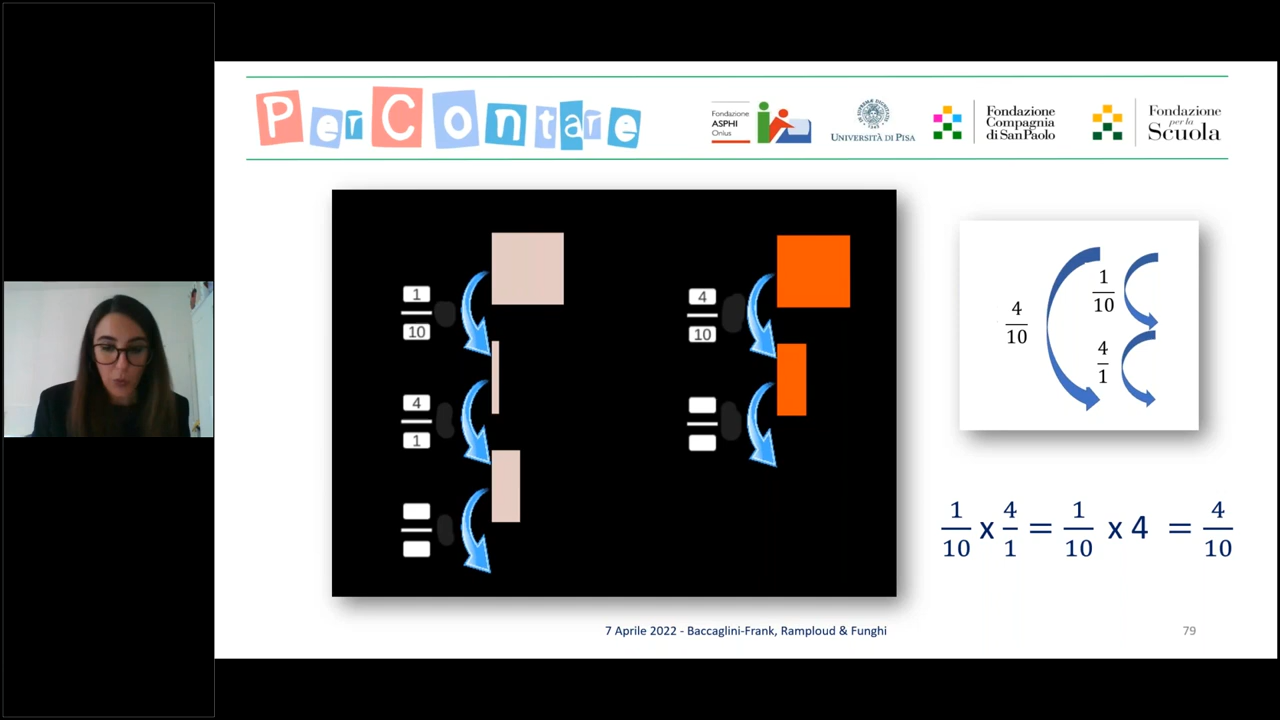 PerContare
Fondazione
ASPHI
Onlus
UNIVERSITÀ DI PISA
Fondazione
Compagnia
di SanPaolo
Fondazione
per la
Scuola
1
10
4
1
4
10
4
10
1
10
4
1
1/10 x 4/1 = 1/10 x 4 = 4/10
7 Aprile 2022 - Baccaglini-Frank, Ramploud & Funghi
79